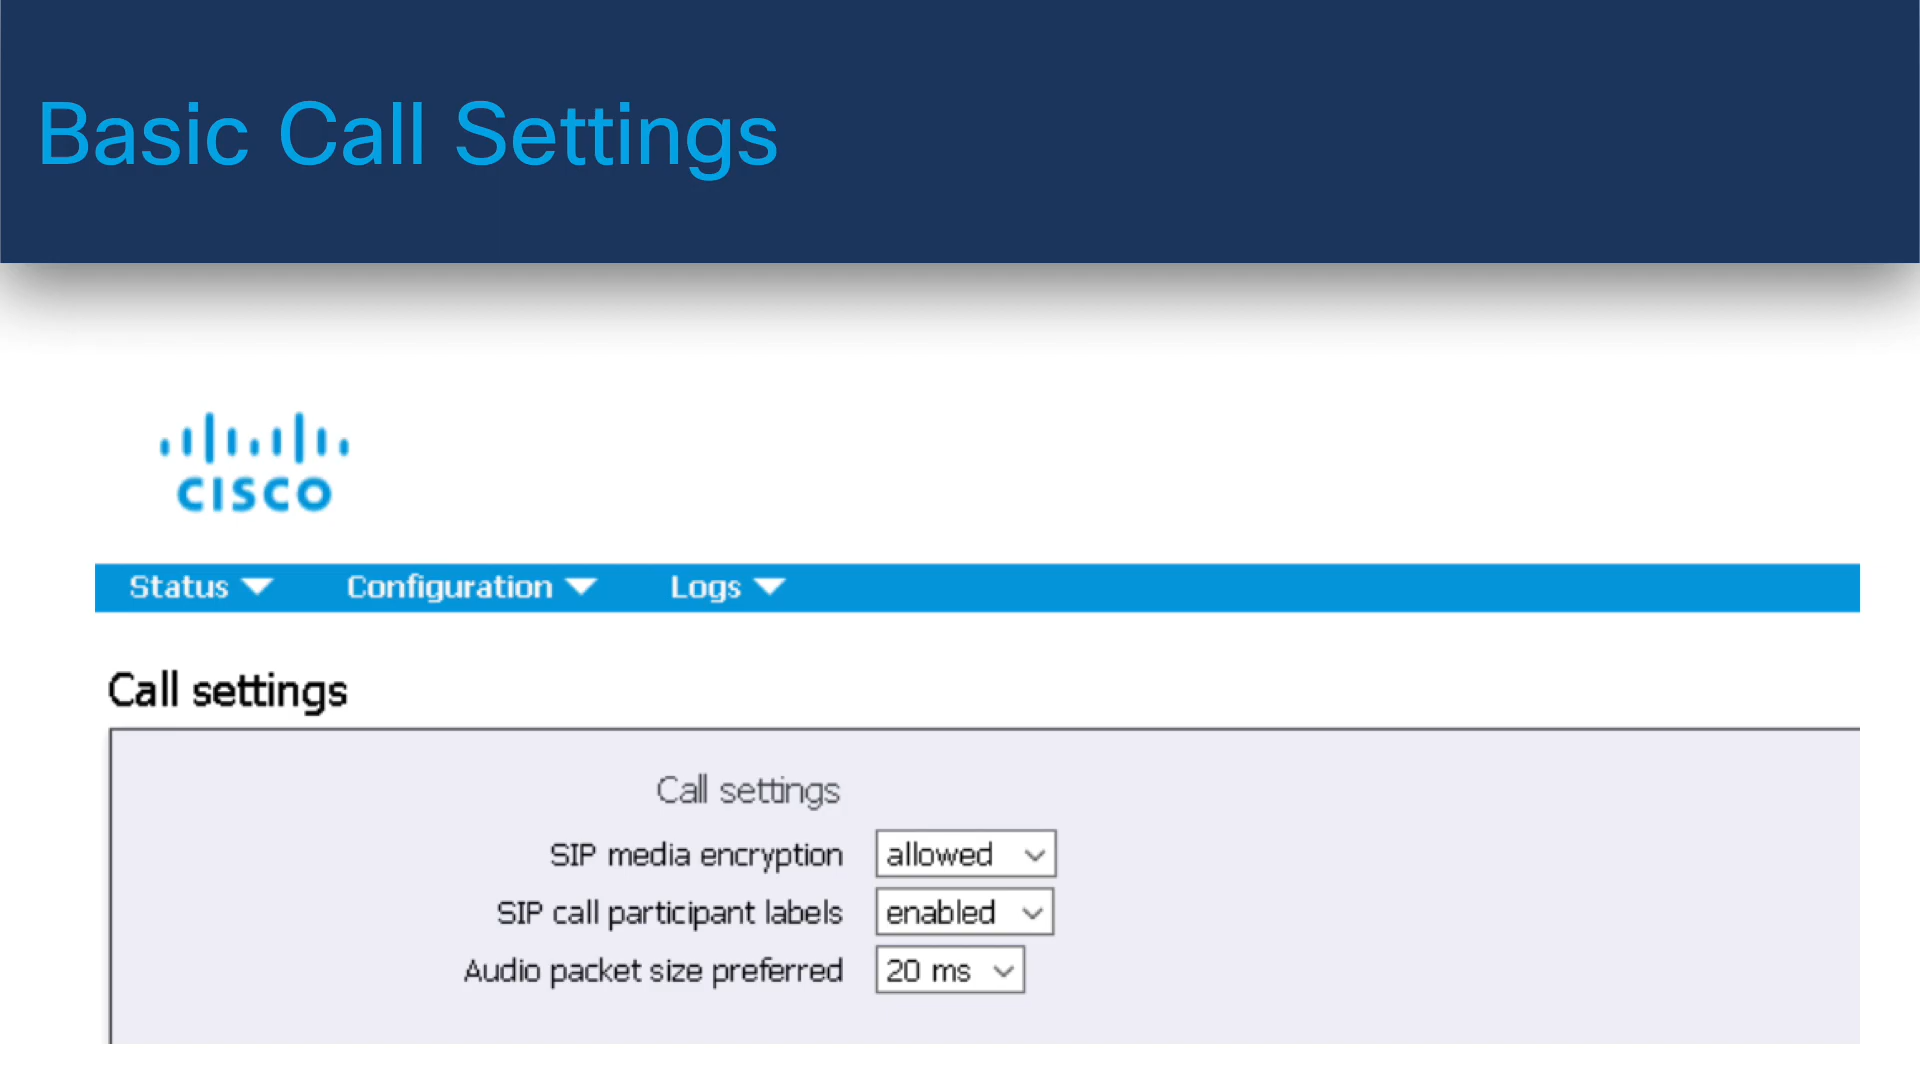 Basic Call Settings
CISCO
Status Configuration Logs
Call settings
Call settings
SIP media encryption allowed
SIP call participant labels enabled
Audio packet size preferred 20 ms